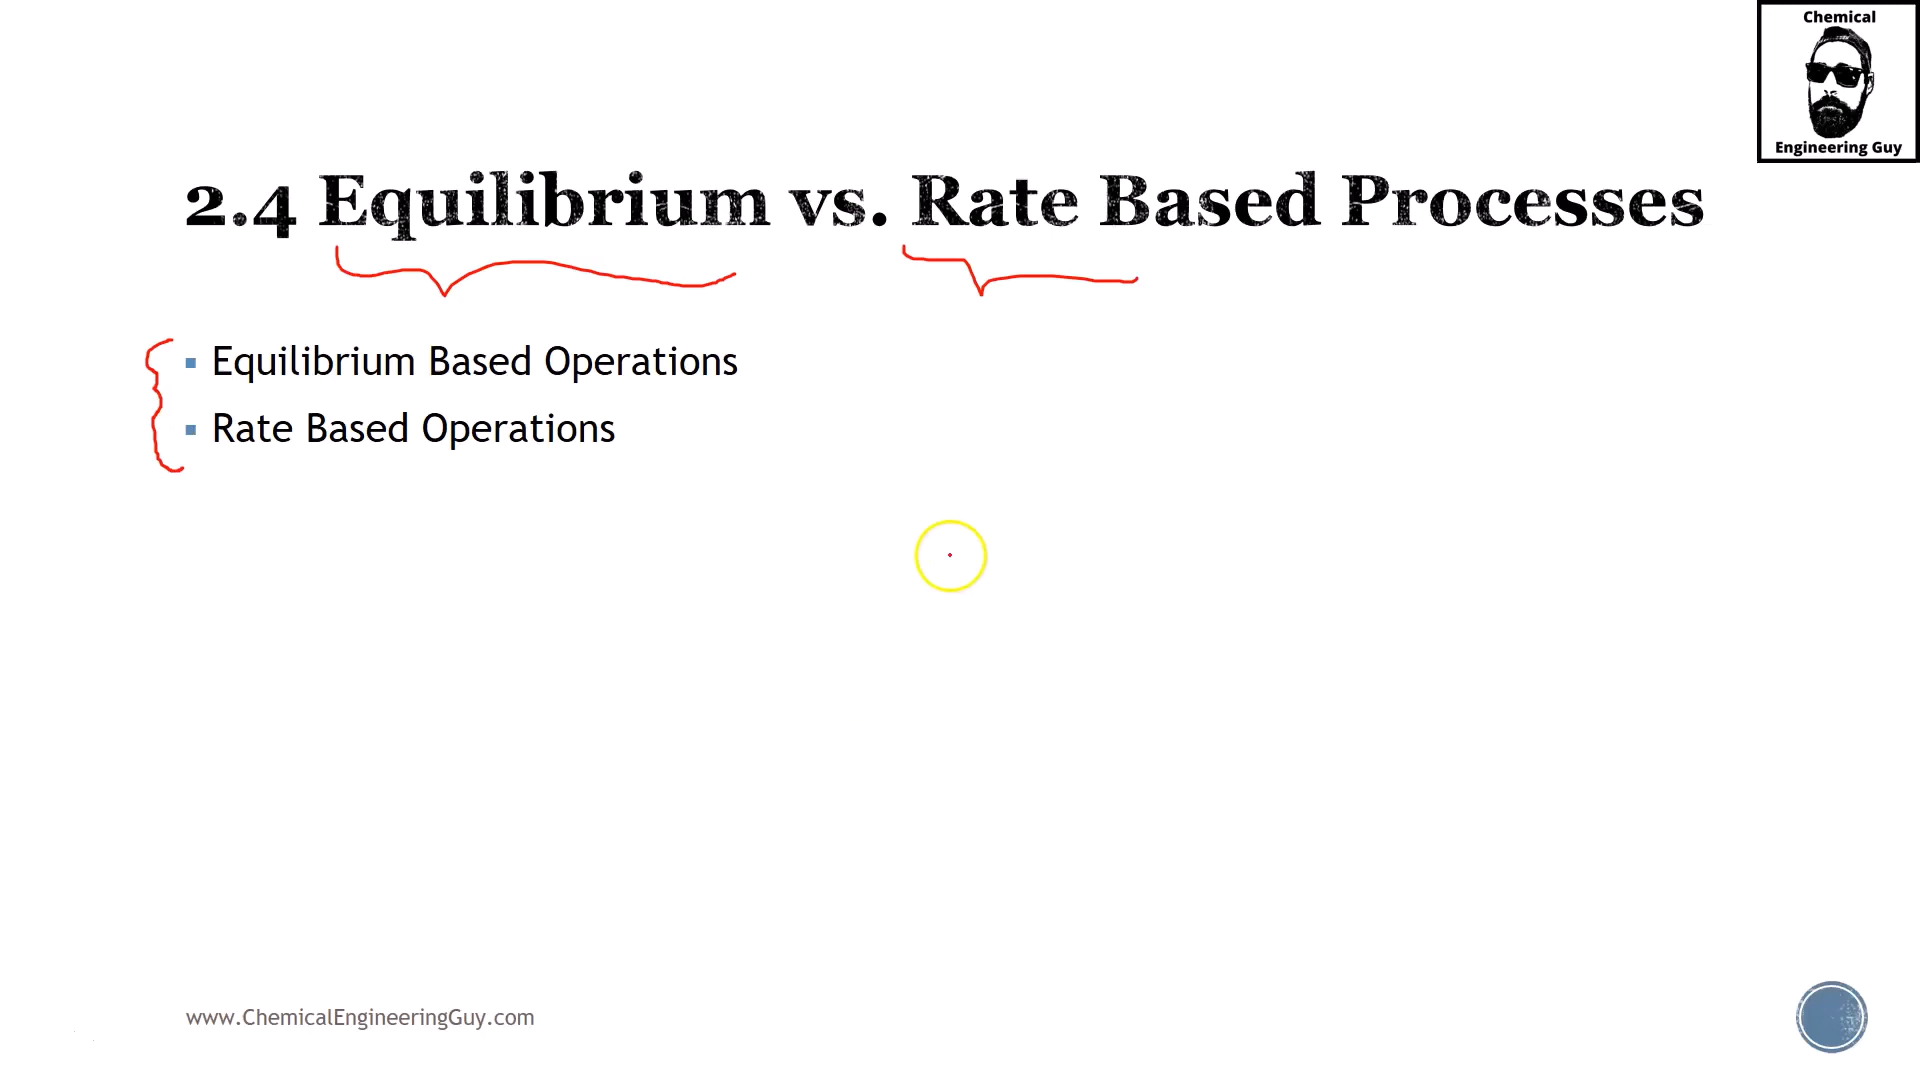 Chemical
Engineering Guy
2.4 Equilibrium vs. Rate Based Processes
Equilibrium Based Operations
Rate Based Operations
www.ChemicalEngineeringGuy.com